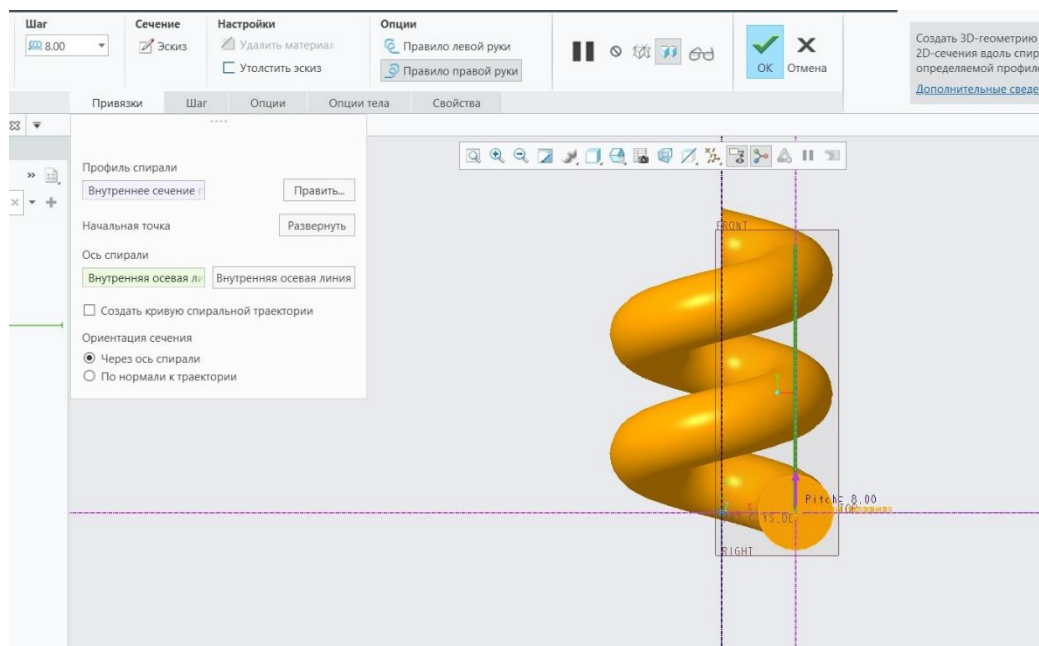 Шаг
8.00
Сечение
Эскиз
Настройки
Удалить материал
Утолстить эскиз
Опции
Правило левой руки
Правило правой руки
ОК
Отмена
Создать 3D-геометрию
2D-сечения вдоль спир
определяемой профиле
Дополнительные сведе
Привязки Шаг Опции Опции тела Свойства
Профиль спирали
Внутреннее сечение
Править...
Начальная точка
Развернуть
Ось спирали
Внутренняя осевая ли
Внутренняя осевая линия
Создать кривую спиральной траектории
Ориентация сечения
Через ось спирали
По нормали к траектории
FRONT
Pitch= 8.00
RIGHT